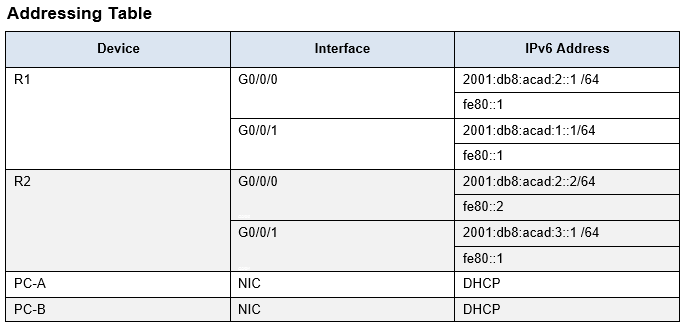 Addressing Table
Device Interface IPv6 Address
R1 G0/0/0 2001:db8:acad:2::1 /64
fe80::1
G0/0/1 2001:db8:acad:1::1/64
fe80::1
R2 G0/0/0 2001:db8:acad:2::2/64
fe80::2
G0/0/1 2001:db8:acad:3::1 /64
fe80::1
PC-A NIC DHCP
PC-B NIC DHCP